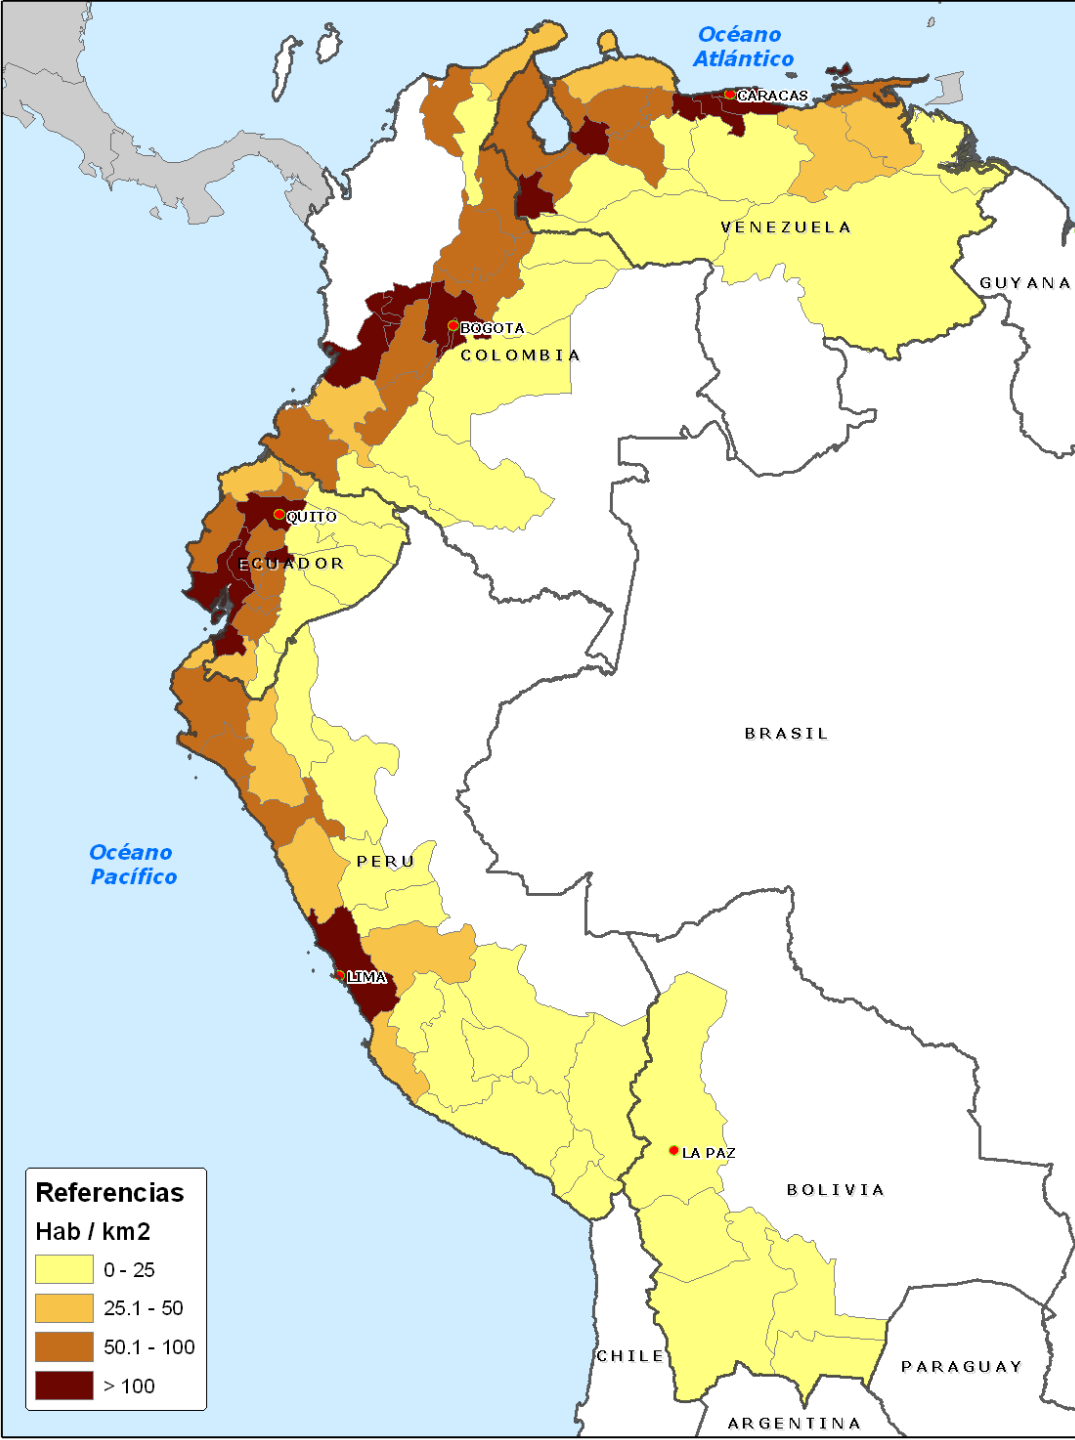 Océano
Atlántico
CARACAS
VENEZUELA
GUYANA
BOGOTA
COLOMBIA
QUITO
ECUADOR
BRASIL
Océano
Pacífico
PERU
LIMA
LA PAZ
BOLIVIA
Referencias
Hab / km2
0 - 25
25.1 - 50
50.1 - 100
> 100
CHILE
PARAGUAY
ARGENTINA